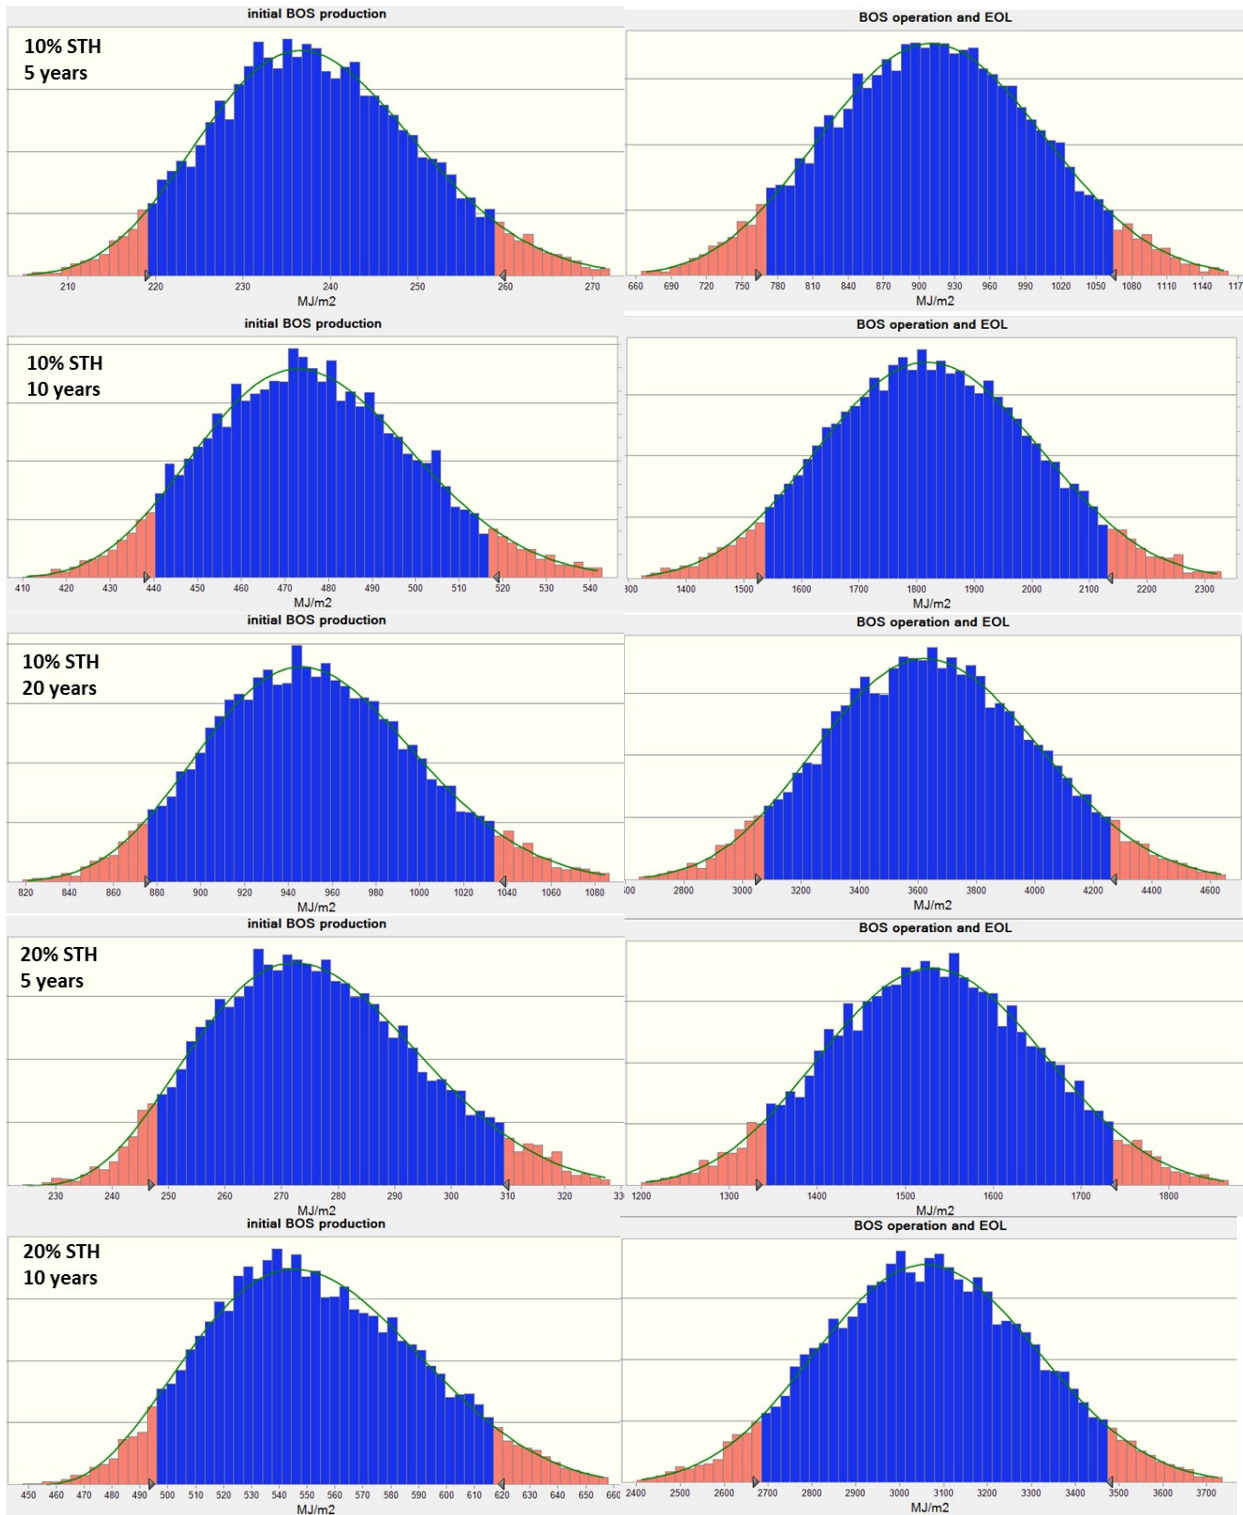 initial BOS production
BOS operation and EOL
10% STH
5 years
210 220 230 240 250 260 270
MJ/m2
660 690 720 750 780 810 840 870 900 930 960 990 1020 1050 1080 1110 1140 117
MJ/m2
initial BOS production
BOS operation and EOL
10% STH
10 years
410 420 430 440 450 460 470 480 490 500 510 520 530 540
MJ/m2
300 1400 1500 1600 1700 1800 1900 2000 2100 2200 2300
MJ/m2
initial BOS production
BOS operation and EOL
10% STH
20 years
820 840 860 880 900 920 940 960 980 1000 1020 1040 1060 1080
MJ/m2
600 2800 3000 3200 3400 3600 3800 4000 4200 4400 4600
MJ/m2
initial BOS production
BOS operation and EOL
20% STH
5 years
230 240 250 260 270 280 290 300 310 320 33
MJ/m2
1200 1300 1400 1500 1600 1700 1800
MJ/m2
initial BOS production
BOS operation and EOL
20% STH
10 years
450 460 470 480 490 500 510 520 530 540 550 560 570 580 590 600 610 620 630 640 650 660
MJ/m2
2400 2500 2600 2700 2800 2900 3000 3100 3200 3300 3400 3500 3600 3700
MJ/m2